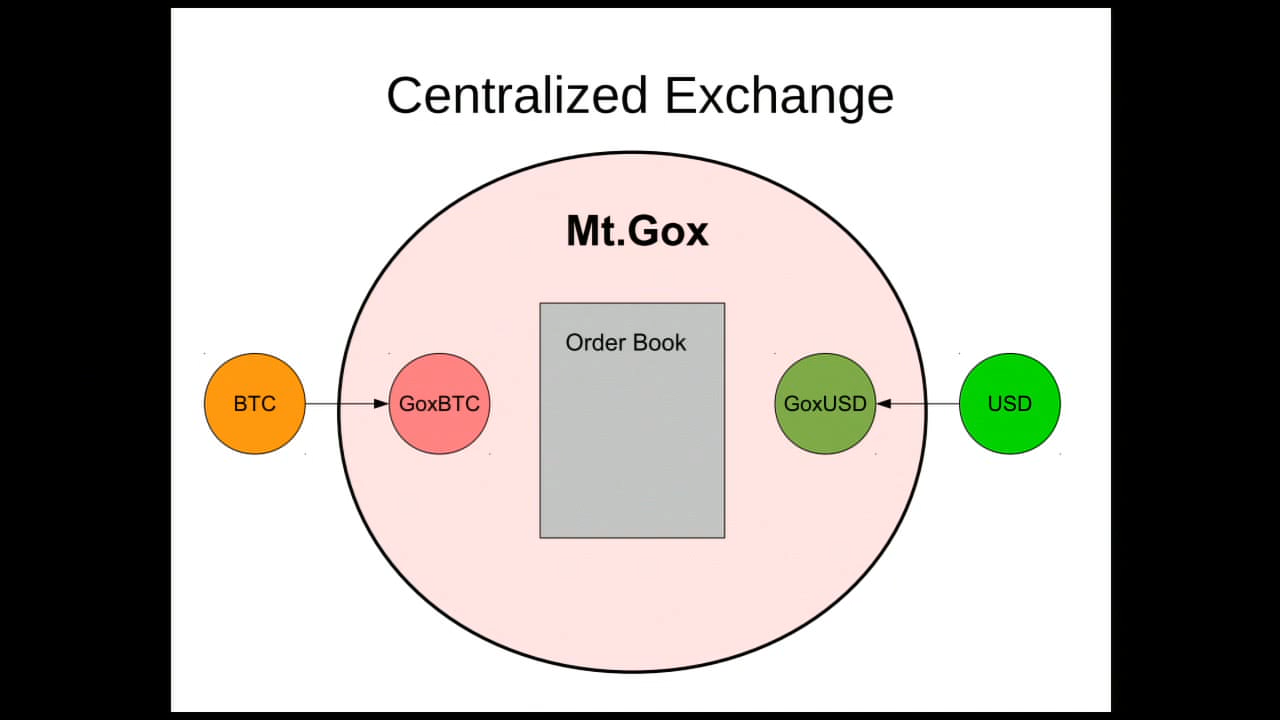 Centralized Exchange
Mt.Gox
Order Book
BTC
GoxBTC
GoxUSD
USD